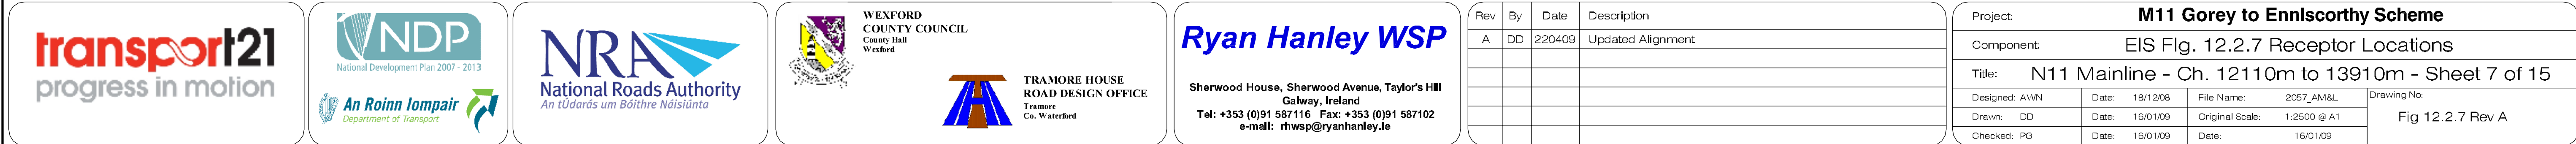 transport21
progress in motion
NDP
National Development Plan 2007 - 2013
An Roinn Iompair
Department of Transport
NRA
National Roads Authority
An tÚdarás um Bóithre Náisiúnta
WEXFORD
COUNTY COUNCIL
County Hall
Wexford
TRAMORE HOUSE
ROAD DESIGN OFFICE
Tramore
Co. Waterford
Ryan Hanley WSP
Sherwood House, Sherwood Avenue, Taylor's Hill
Galway, Ireland
Tel: +353 (0)91 587116 Fax: +353 (0)91 587102
e-mail: rhwsp@ryanhanley.ie
Rev By Date Description
A DD 220409 Updated Alignment
Project: M11 Gorey to Enniscorthy Scheme
Component: EIS Fig. 12.2.7 Receptor Locations
Title: N11 Mainline - Ch. 12110m to 13910m - Sheet 7 of 15
Designed: AWN Date: 18/12/08 File Name: 2057_AM&L Drawing No:
Drawn: DD Date: 16/01/09 Original Scale: 1:2500 @ A1 Fig 12.2.7 Rev A
Checked: PG Date: 16/01/09 Date: 16/01/09